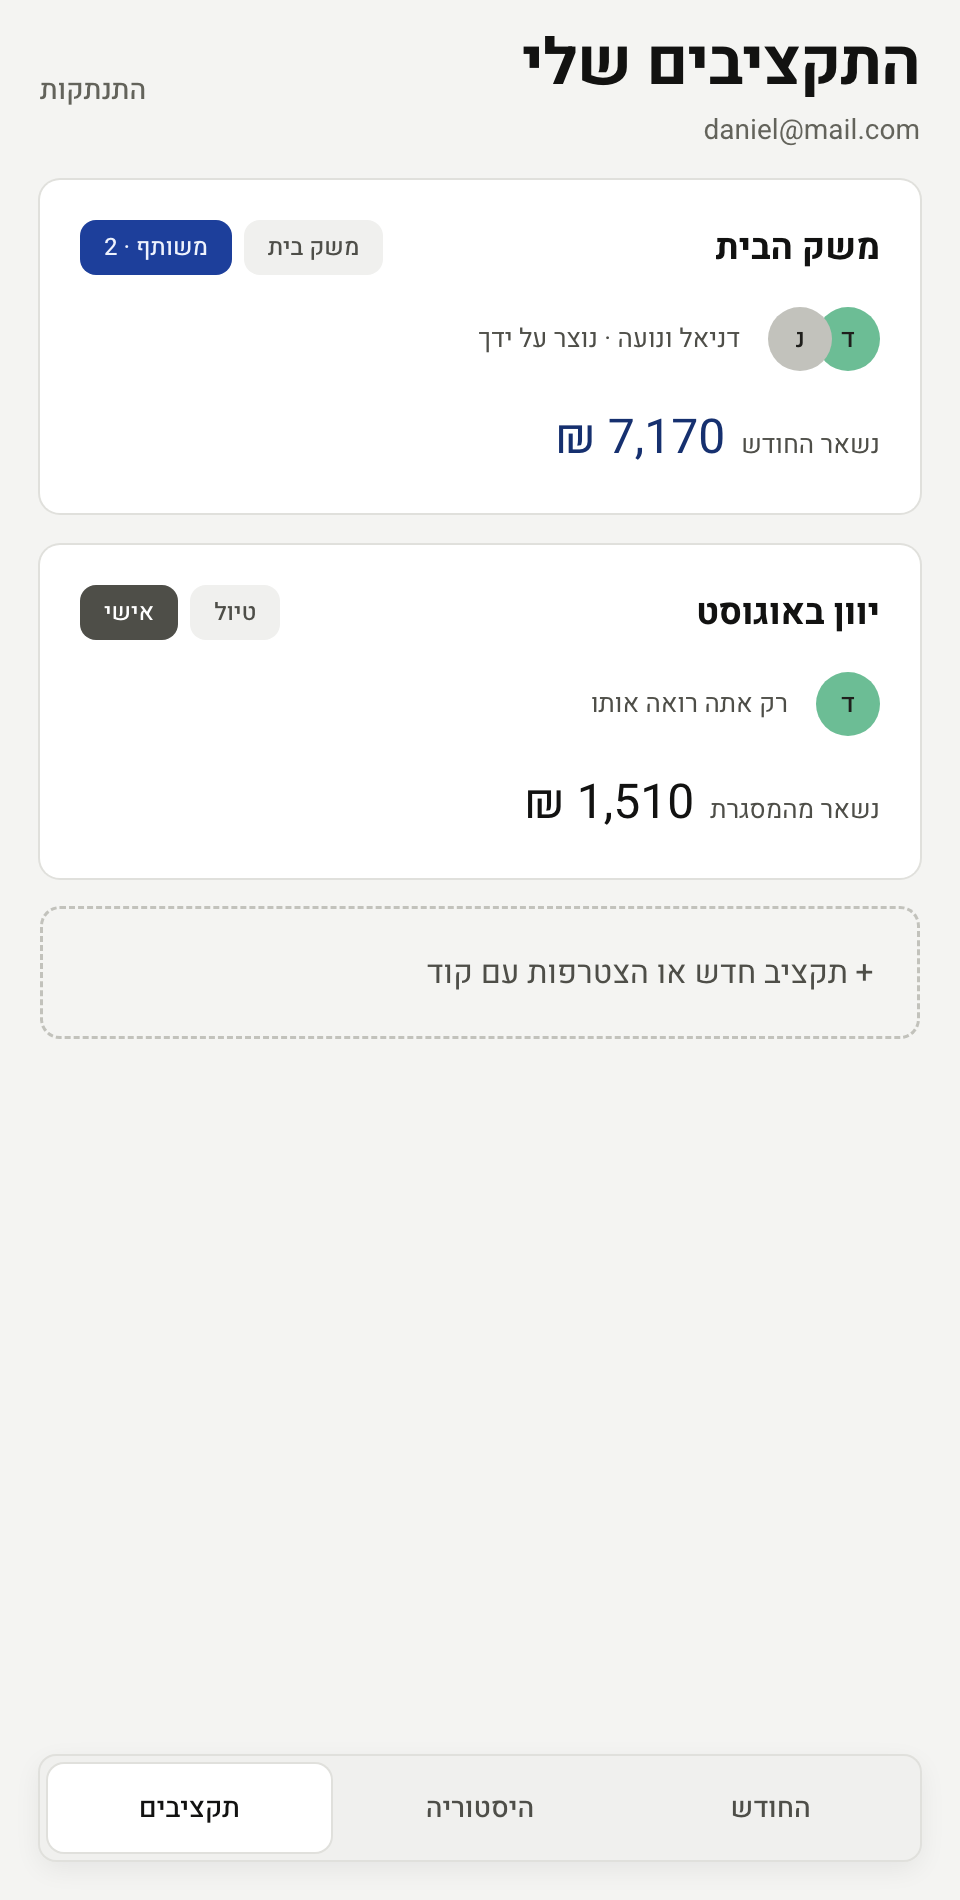 התקציבים שלי
התנתקות
daniel@mail.com
משק הבית
משק בית
משותף · 2
ד
נ
דניאל ונועה · נוצר על ידך
נשאר החודש 7,170 ₪
יוון באוגוסט
טיול
אישי
ד
רק אתה רואה אותו
נשאר מהמסגרת 1,510 ₪
+ תקציב חדש או הצטרפות עם קוד
החודש
היסטוריה
תקציבים